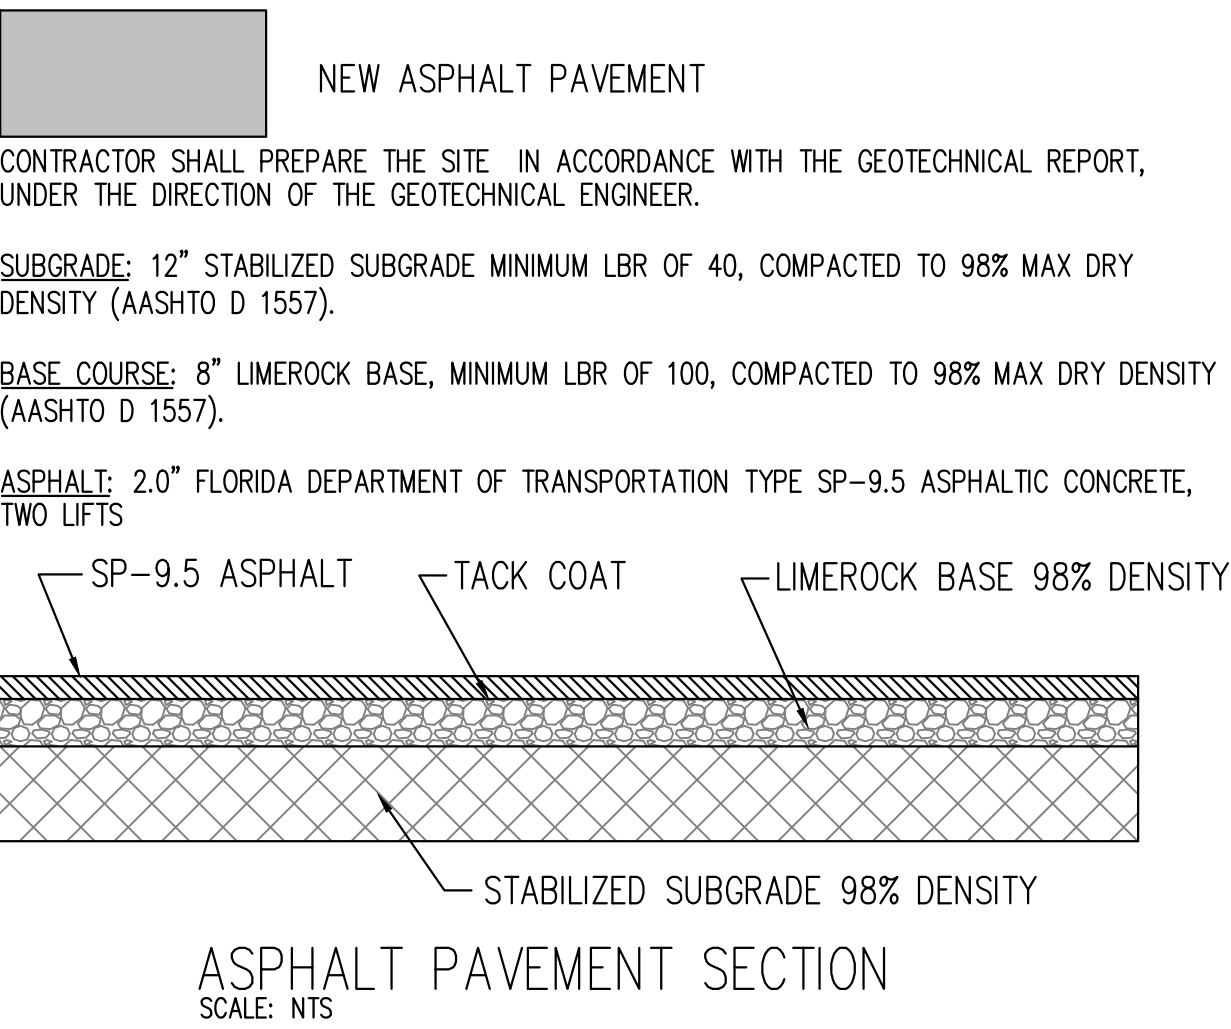 NEW ASPHALT PAVEMENT
CONTRACTOR SHALL PREPARE THE SITE IN ACCORDANCE WITH THE GEOTECHNICAL REPORT,
UNDER THE DIRECTION OF THE GEOTECHNICAL ENGINEER.
SUBGRADE: 12" STABILIZED SUBGRADE MINIMUM LBR OF 40, COMPACTED TO 98% MAX DRY
DENSITY (AASHTO D 1557).
BASE COURSE: 8" LIMEROCK BASE, MINIMUM LBR OF 100, COMPACTED TO 98% MAX DRY DENSITY
(AASHTO D 1557).
ASPHALT: 2.0" FLORIDA DEPARTMENT OF TRANSPORTATION TYPE SP-9.5 ASPHALTIC CONCRETE,
TWO LIFTS
SP-9.5 ASPHALT
TACK COAT
LIMEROCK BASE 98% DENSITY
STABILIZED SUBGRADE 98% DENSITY
ASPHALT PAVEMENT SECTION
SCALE: NTS